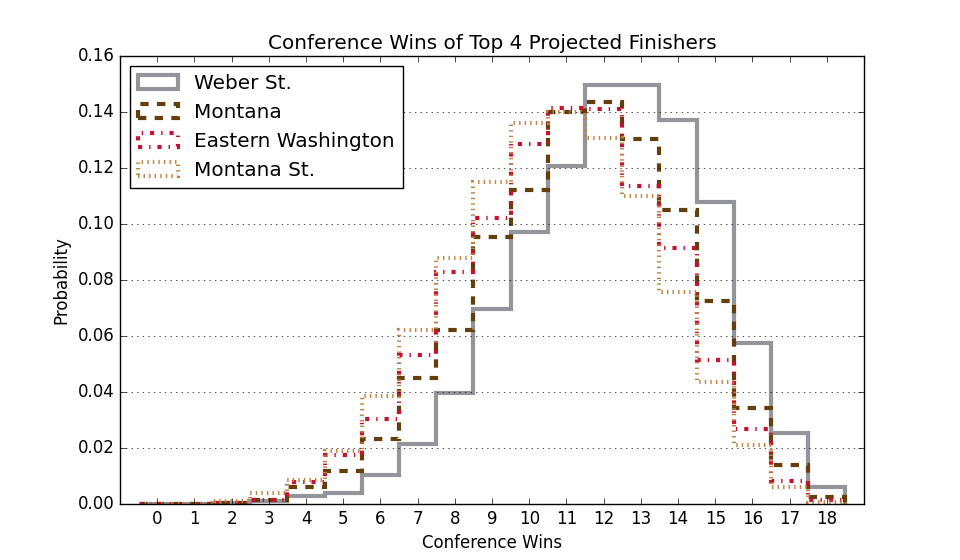 Conference Wins of Top 4 Projected Finishers
0.16
0.14
0.12
0.10
0.08
0.06
0.04
0.02
0.00
Probability
Weber St.
Montana
Eastern Washington
Montana St.
0 1 2 3 4 5 6 7 8 9 10 11 12 13 14 15 16 17 18
Conference Wins